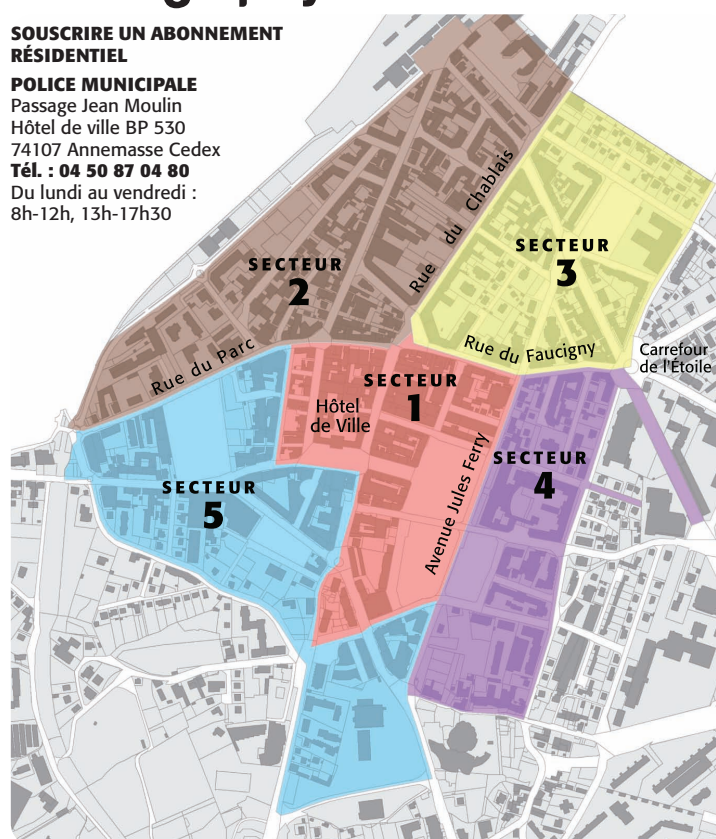 SOUSCRIRE UN ABONNEMENT
RÉSIDENTIEL
POLICE MUNICIPALE
Passage Jean Moulin
Hôtel de ville BP 530
74107 Annemasse Cedex
Tél. : 04 50 87 04 80
Du lundi au vendredi :
8h-12h, 13h-17h30
Rue du Chablais
SECTEUR
3
SECTEUR
2
Rue du Parc
Rue du Faucigny
Carrefour
de l'Étoile
SECTEUR
1
Hôtel
de Ville
Avenue Jules Ferry
SECTEUR
4
SECTEUR
5